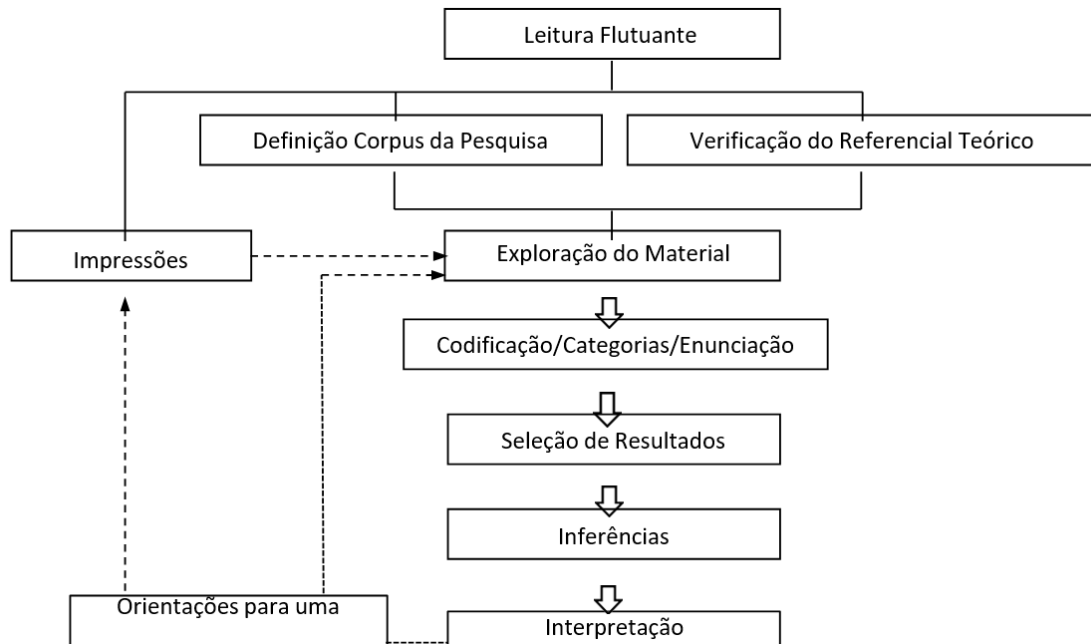 Leitura Flutuante
Definição Corpus da Pesquisa
Verificação do Referencial Teórico
Impressões
Exploração do Material
Codificação/Categorias/Enunciação
Seleção de Resultados
Inferências
Orientações para uma
Interpretação